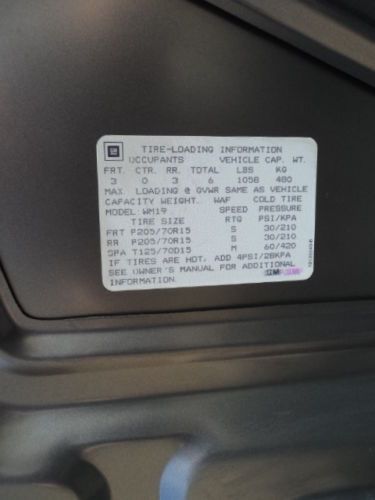 GM TIRE-LOADING INFORMATION
OCCUPANTS VEHICLE CAP. WT.
FRT. CTR. RR. TOTAL LBS KG
3 0 3 6 1058 480
MAX. LOADING @ GVWR SAME AS VEHICLE
CAPACITY WEIGHT. WAF COLD TIRE
MODEL: WM19 SPEED PRESSURE
TIRE SIZE RTG PSI/KPA
FRT P205/70R15 S 30/210
RR P205/70R15 S 30/210
SPA T125/70D15 M 60/420
IF TIRES ARE HOT, ADD 4PSI/28KPA
SEE OWNER'S MANUAL FOR ADDITIONAL
INFORMATION